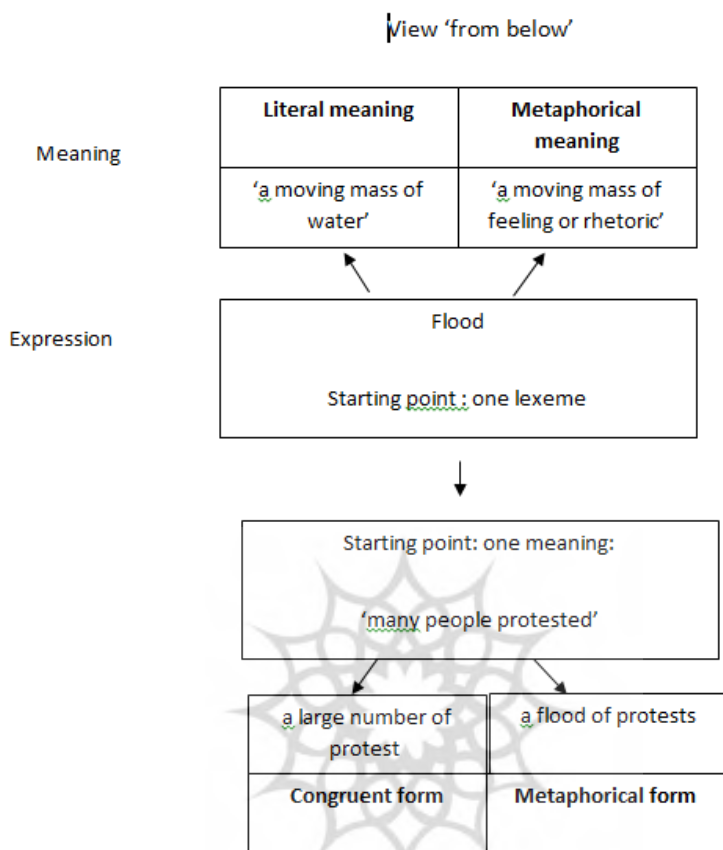 View ‘from below’
Literal meaning
Metaphorical
meaning
Meaning
‘a moving mass of
water’
‘a moving mass of
feeling or rhetoric’
Flood
Expression
Starting point : one lexeme
Starting point: one meaning:
‘many people protested’
a large number of
protest
a flood of protests
Congruent form
Metaphorical form